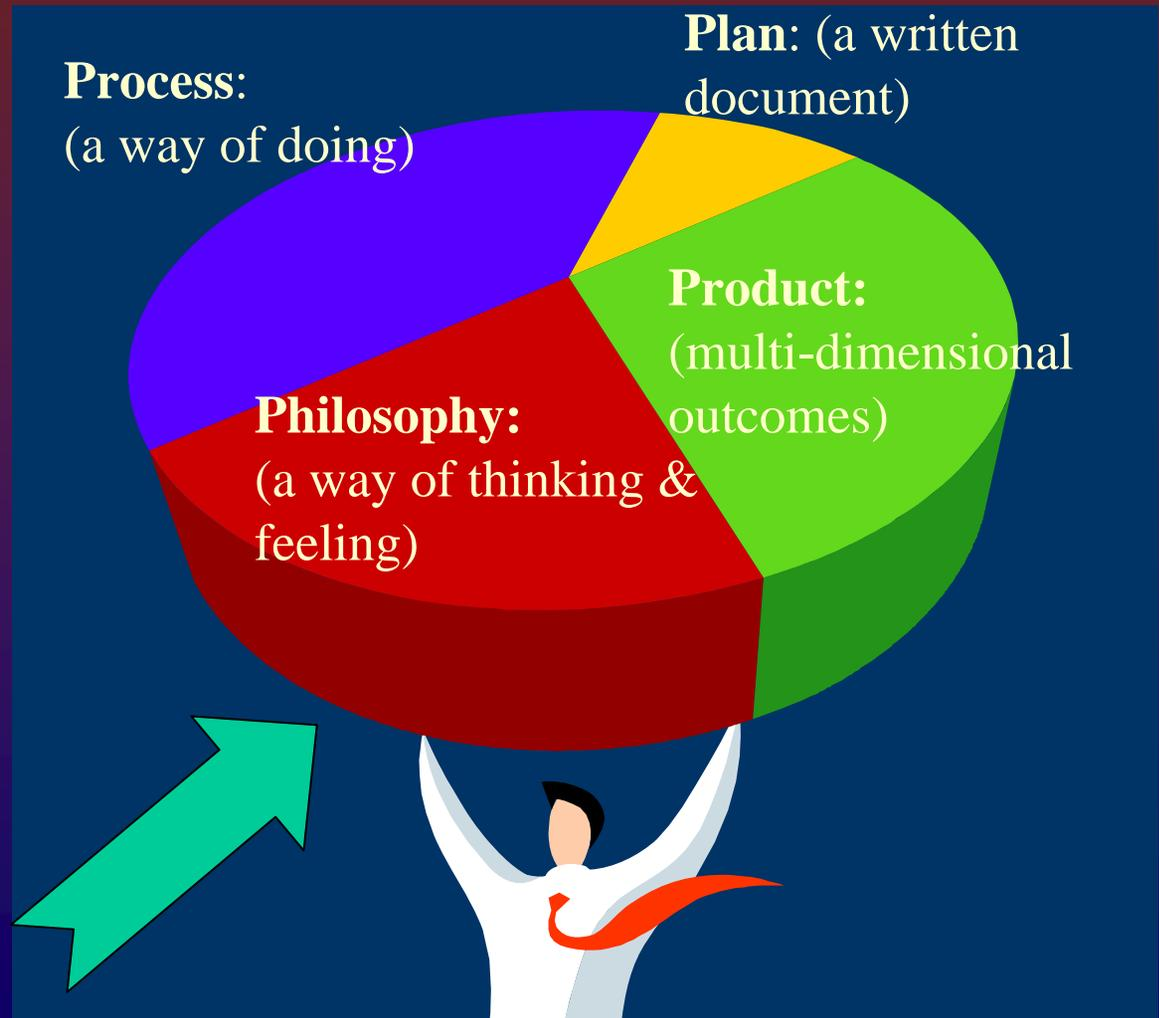 Process:
(a way of doing)
Plan: (a written
document)
Product:
(multi-dimensional
outcomes)
Philosophy:
(a way of thinking &
feeling)